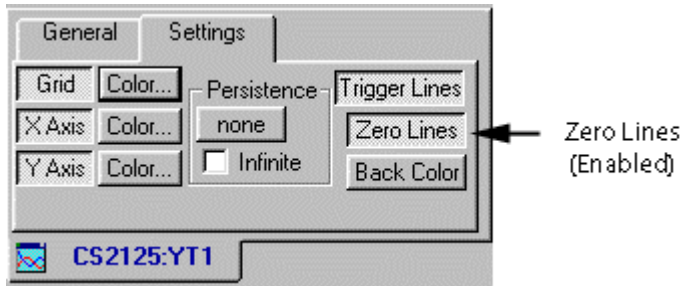 General Settings
Grid Color... Persistence Trigger Lines
X Axis Color... none Zero Lines
Y Axis Color... Infinite Back Color
Zero Lines
(Enabled)
CS2125:YT1